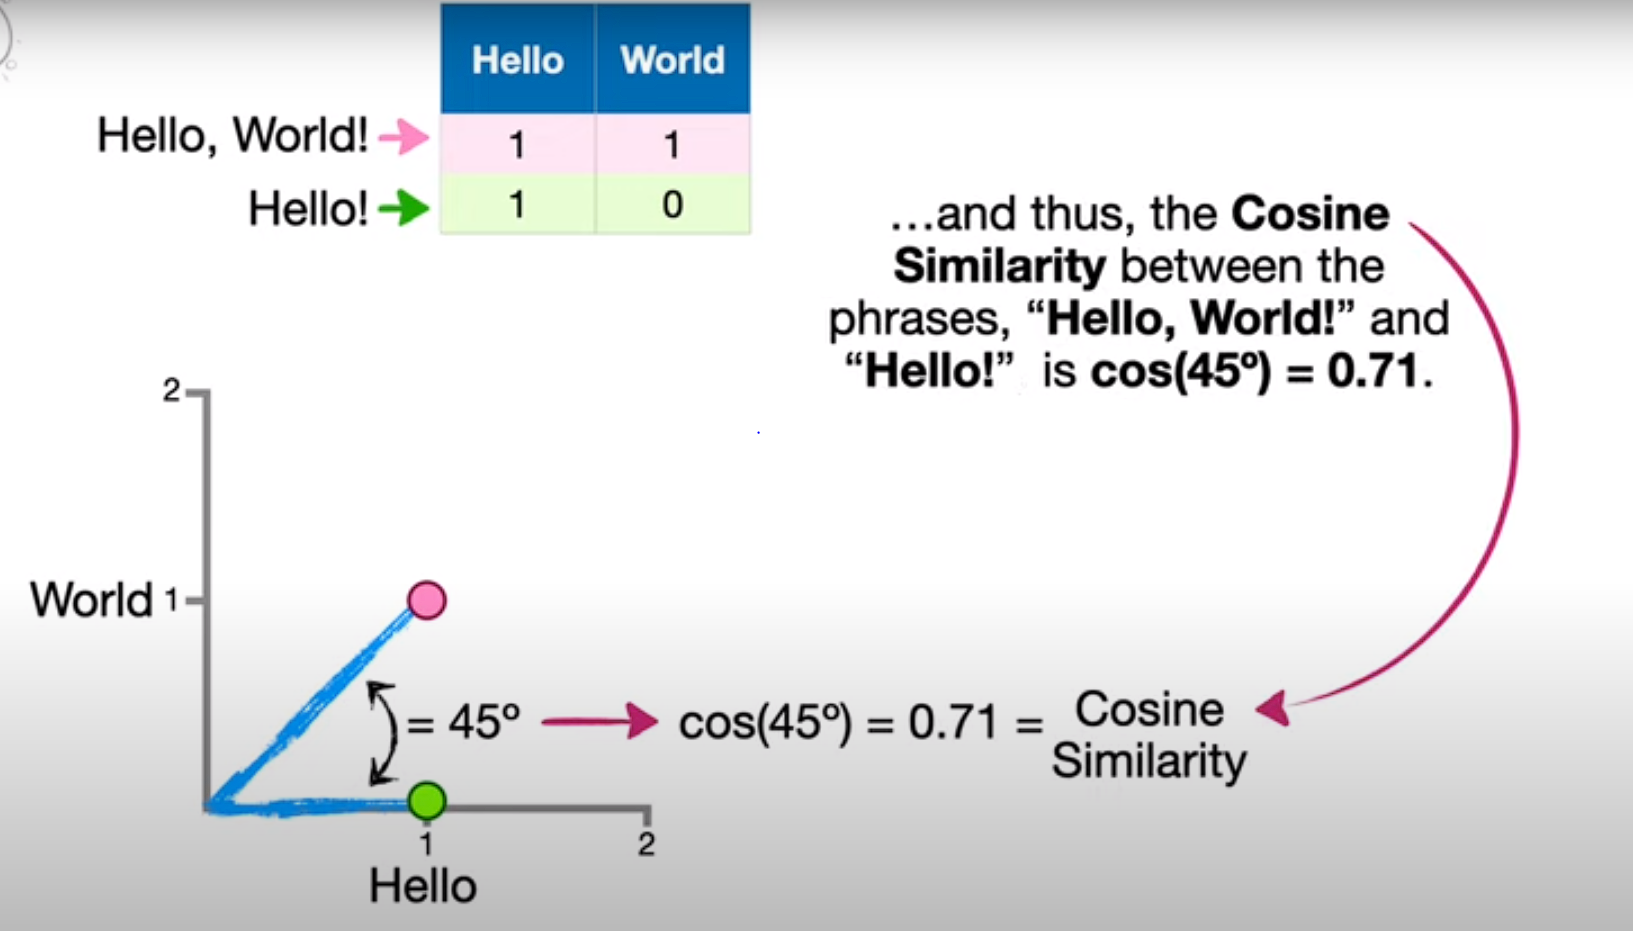 Hello World
Hello, World! 1 1
Hello! 1 0
…and thus, the Cosine
Similarity between the
phrases, “Hello, World!” and
“Hello!” is cos(45º) = 0.71.
2
World 1
= 45º cos(45º) = 0.71 = Cosine
Similarity
1 2
Hello